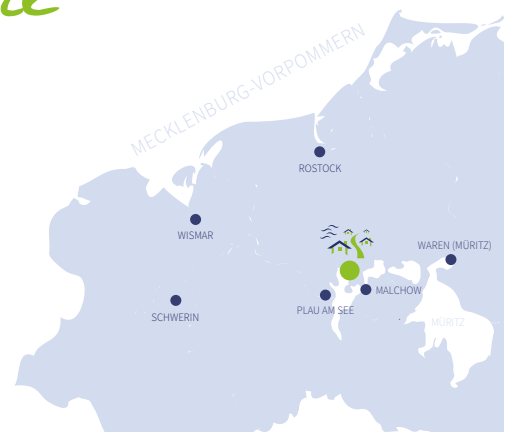 MECKLENBURG-VORPOMMERN
ROSTOCK
WISMAR
WAREN (MÜRITZ)
MALCHOW
PLAU AM SEE
SCHWERIN
MÜRITZ